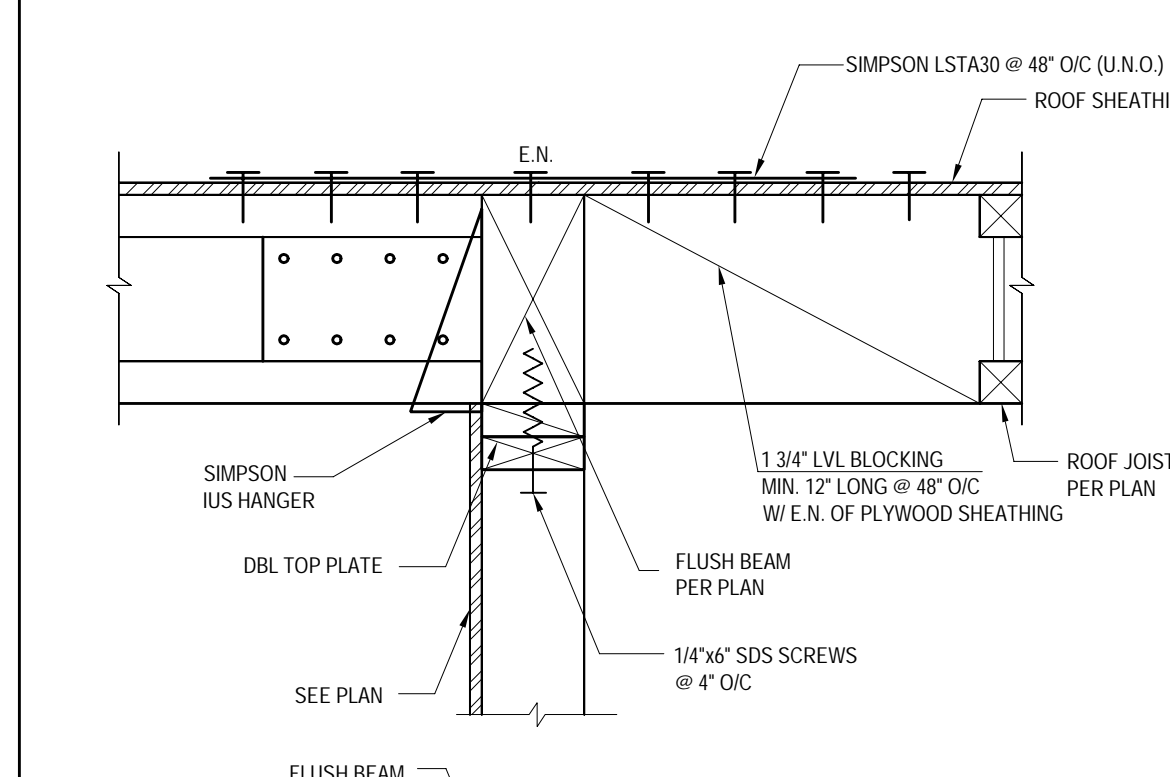 SIMPSON LSTA30 @ 48" O/C (U.N.O.)
ROOF SHEATHI
E.N.
SIMPSON
IUS HANGER
1 3/4" LVL BLOCKING
MIN. 12" LONG @ 48" O/C
W/ E.N. OF PLYWOOD SHEATHING
ROOF JOIST
PER PLAN
DBL TOP PLATE
FLUSH BEAM
PER PLAN
1/4"x6" SDS SCREWS
@ 4" O/C
SEE PLAN
FLUSH BEAM